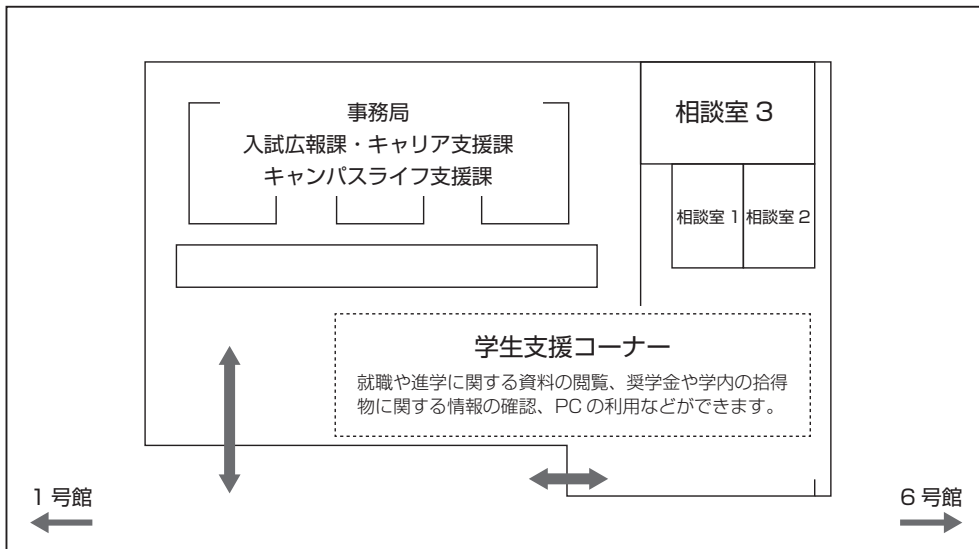 事務局
入試広報課・キャリア支援課
キャンパスライフ支援課
相談室 3
相談室 1
相談室 2
学生支援コーナー
就職や進学に関する資料の閲覧、奨学金や学内の拾得
物に関する情報の確認、PC の利用などができます。
1 号館
6 号館